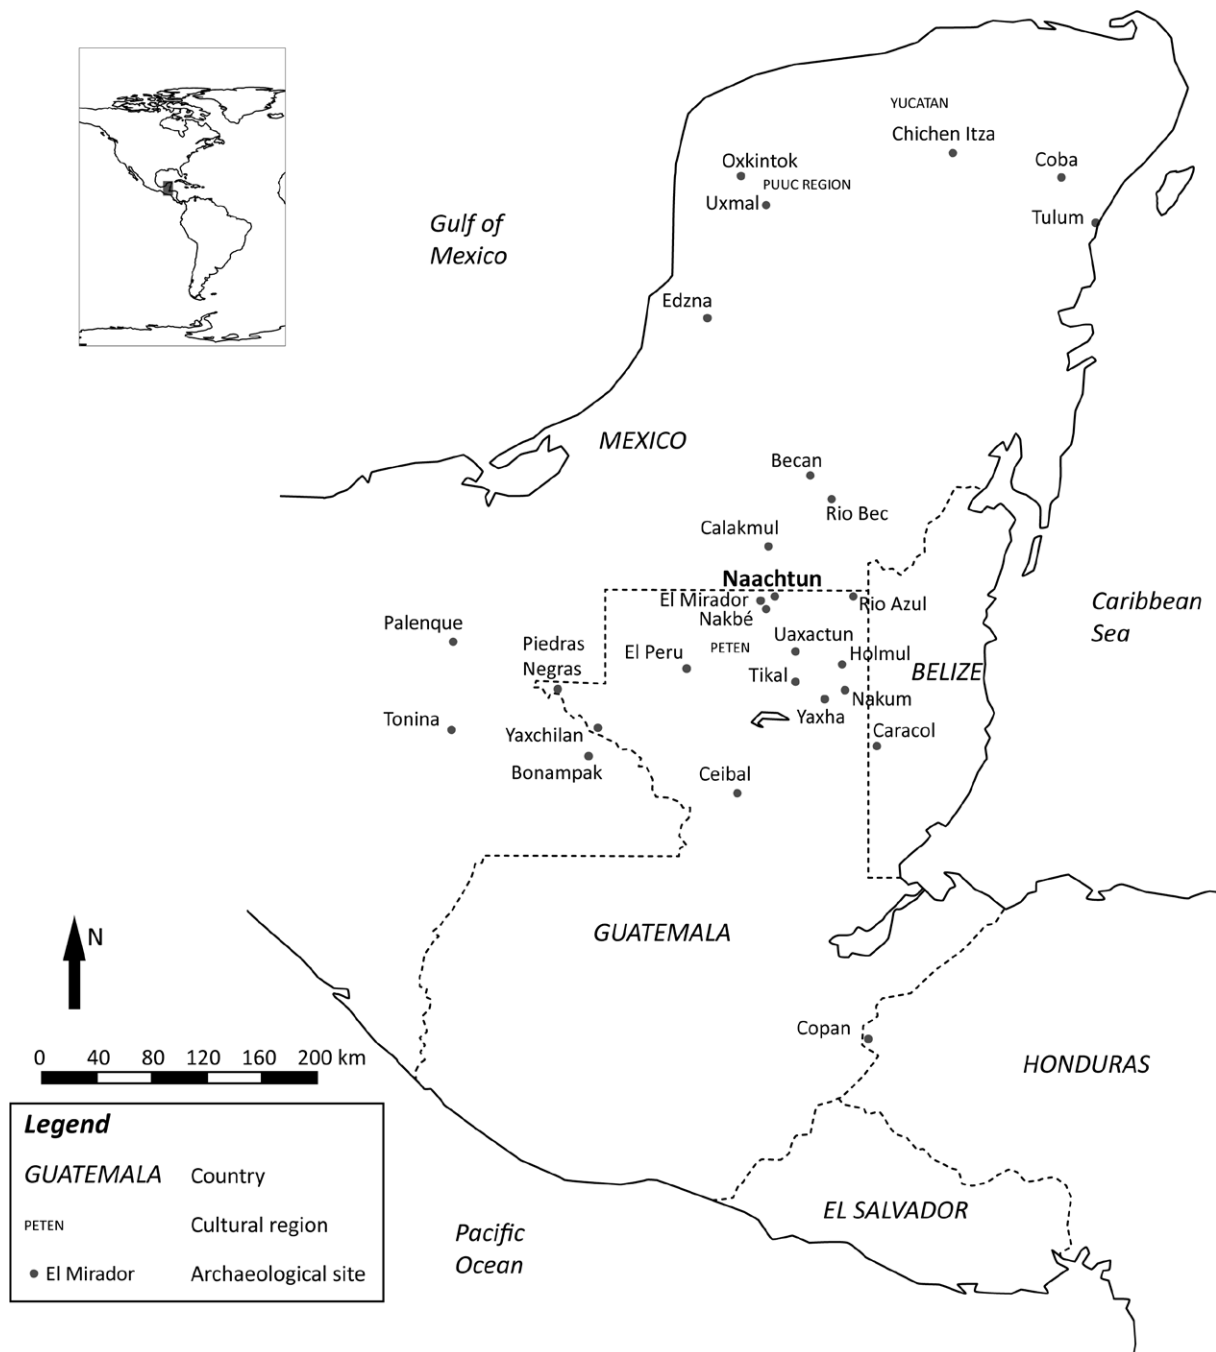 YUCATAN
Chichen Itza
Oxkintok
Coba
PUUC REGION
Uxmal
Tulum
Gulf of
Mexico
Edzna
MEXICO
Becan
Rio Bec
Calakmul
Naachtun
El Mirador
Rio Azul
Nakbé
Caribbean
Sea
Palenque
Piedras
Negras
Uaxactun
El Peru
PETEN
Holmul
Tikal
BELIZE
Nakum
Yaxha
Tonina
Yaxchilan
Caracol
Bonampak
Ceibal
GUATEMALA
N
Copan
0 40 80 120 160 200 km
HONDURAS
Legend
GUATEMALA Country
PETEN Cultural region
El Mirador Archaeological site
EL SALVADOR
Pacific
Ocean